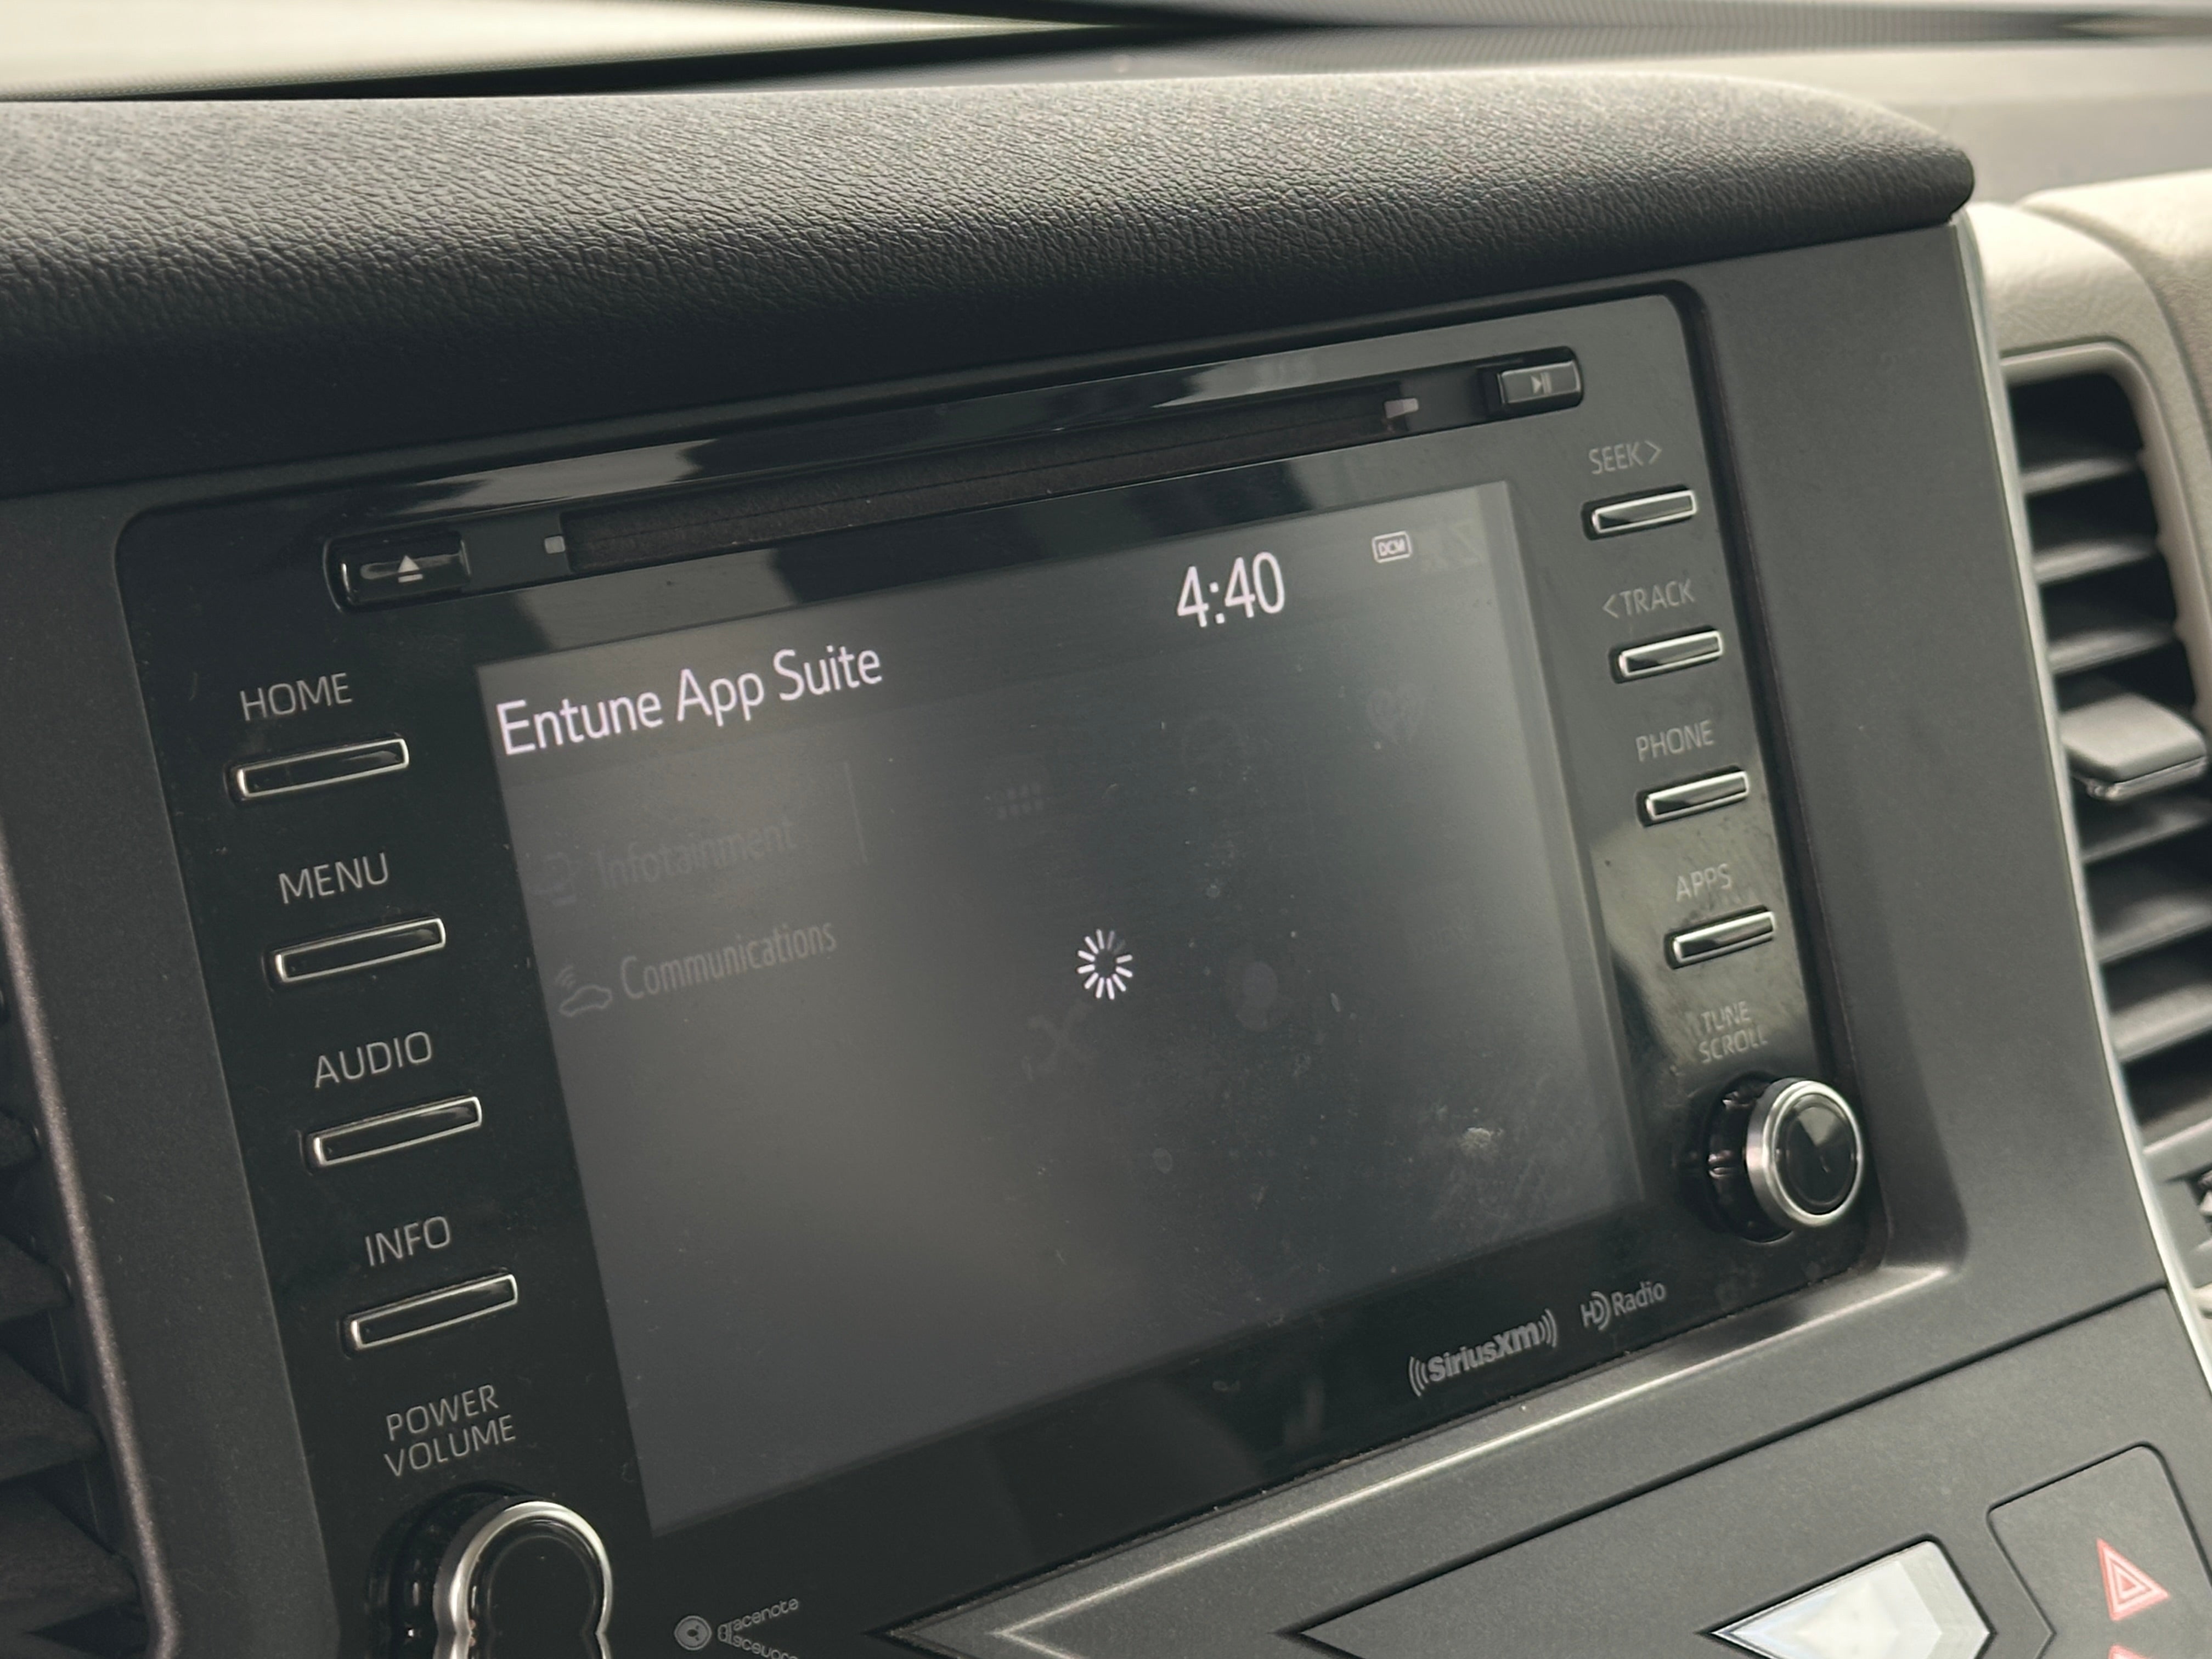 SEEK >
4:40
DCM
< TRACK
Entune App Suite
HOME
PHONE
Infotainment
MENU
APPS
Communications
TUNE
SCROLL
AUDIO
INFO
SiriusXM
HD Radio
POWER
VOLUME
gracenote